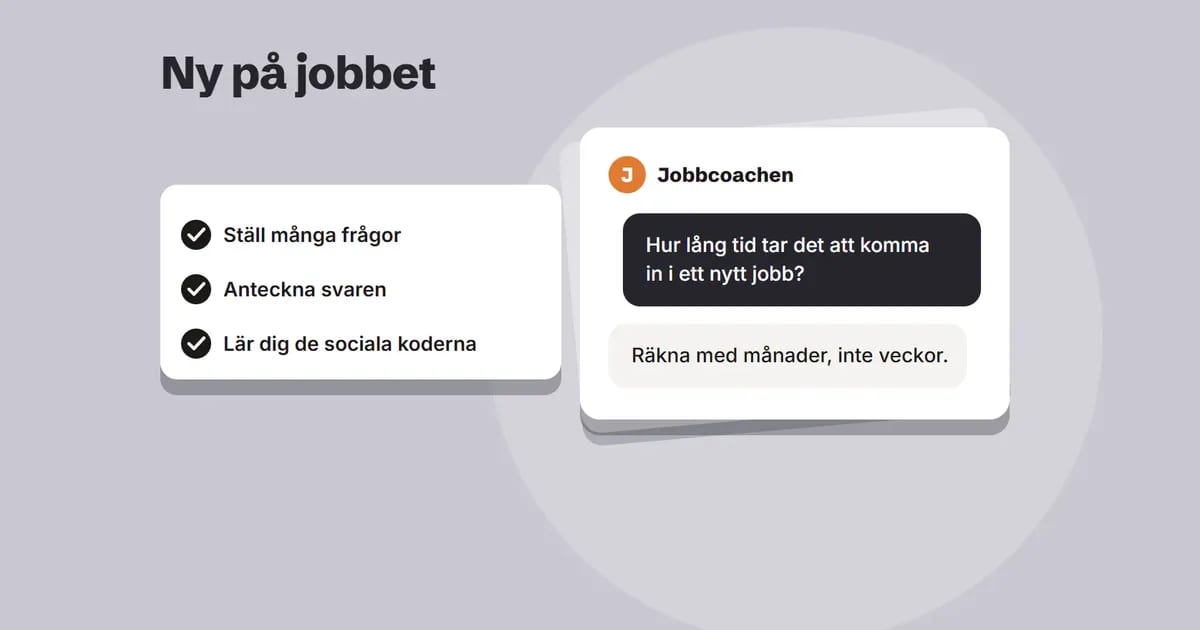 Ny på jobbet
Ställ många frågor
Anteckna svaren
Lär dig de sociala koderna
J Jobbcoachen
Hur lång tid tar det att komma
in i ett nytt jobb?
Räkna med månader, inte veckor.